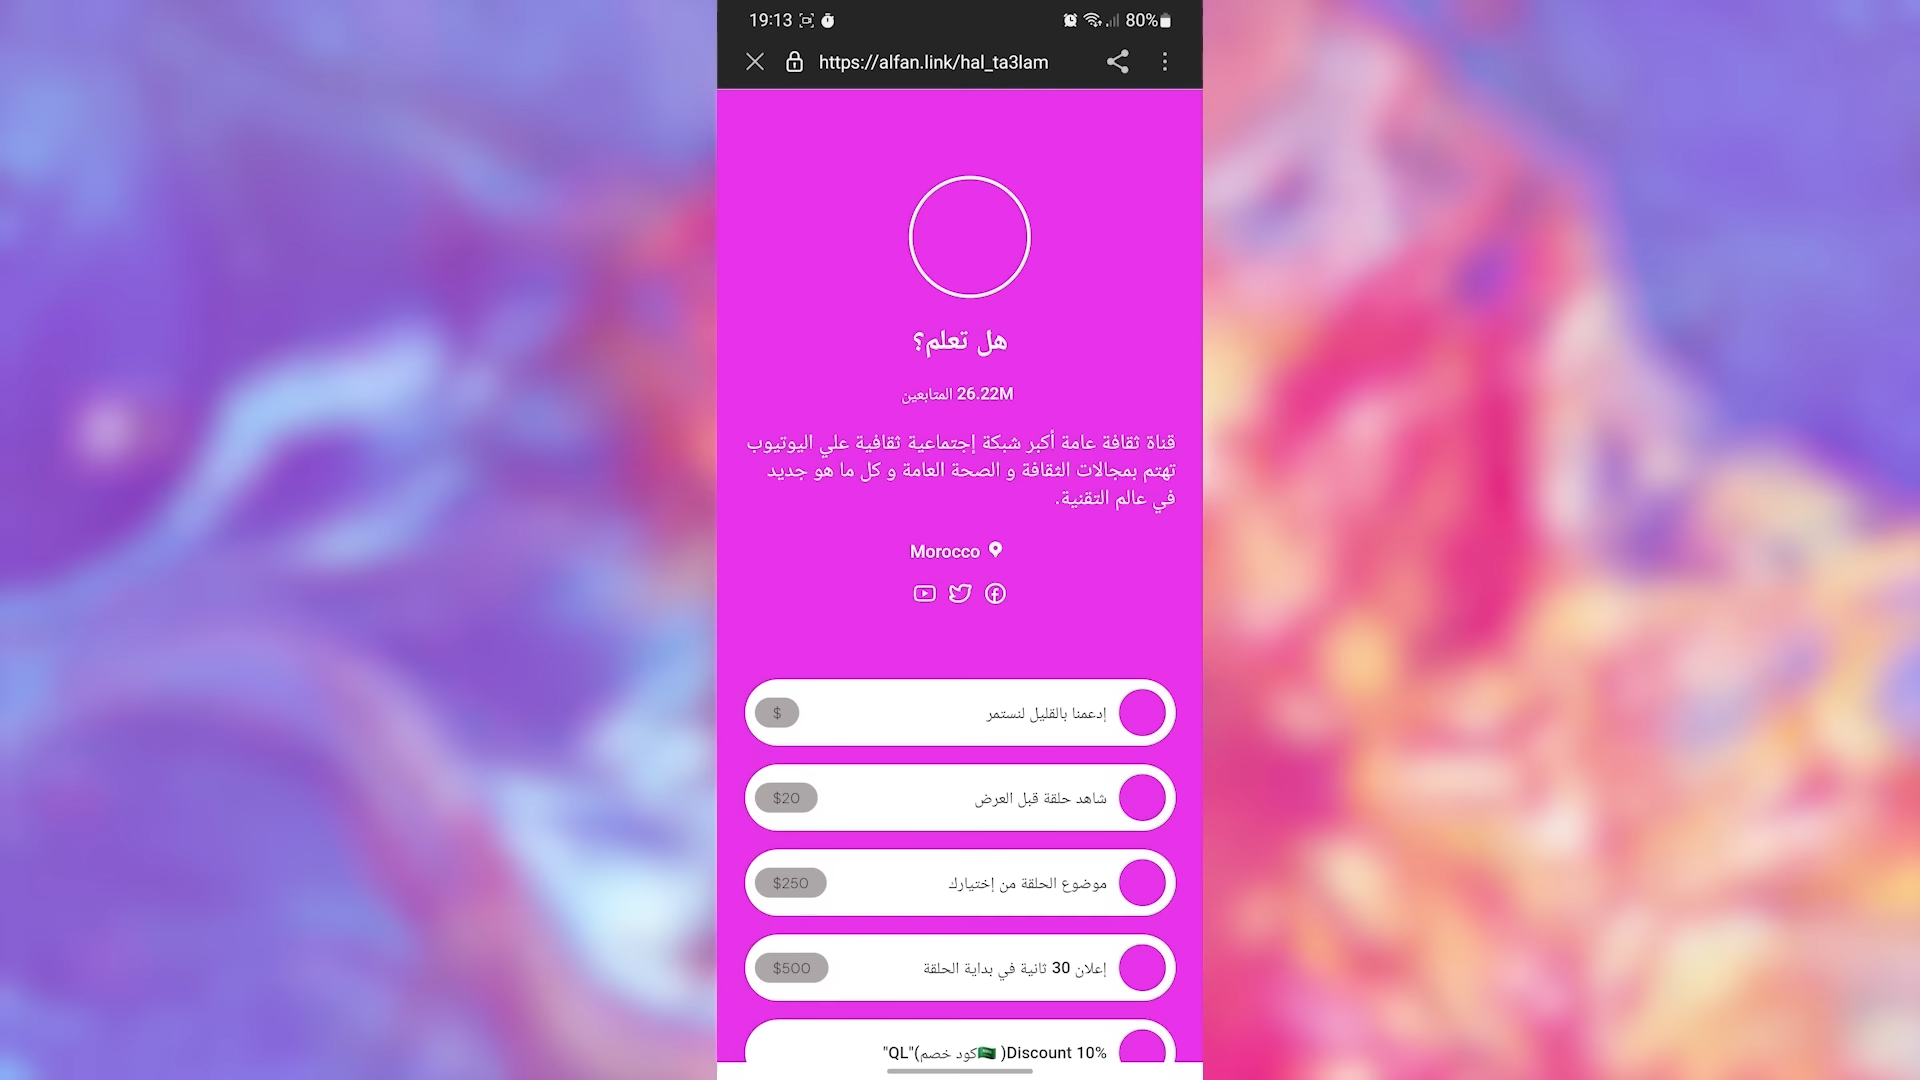 19:13
80%
https://alfan.link/hal_ta3lam
هل تعلم؟
26.22M المتابعين
قناة ثقافة عامة أكبر شبكة إجتماعية ثقافية علي اليوتيوب
تهتم بمجالات الثقافة و الصحة العامة و كل ما هو جديد
في عالم التقنية.
Morocco
إدعمنا بالقليل لنستمر
$
شاهد حلقة قبل العرض
$20
موضوع الحلقة من إختيارك
$250
إعلان 30 ثانية في بداية الحلقة
$500
Discount 10%( 🇸🇦كود خصم)"QL"